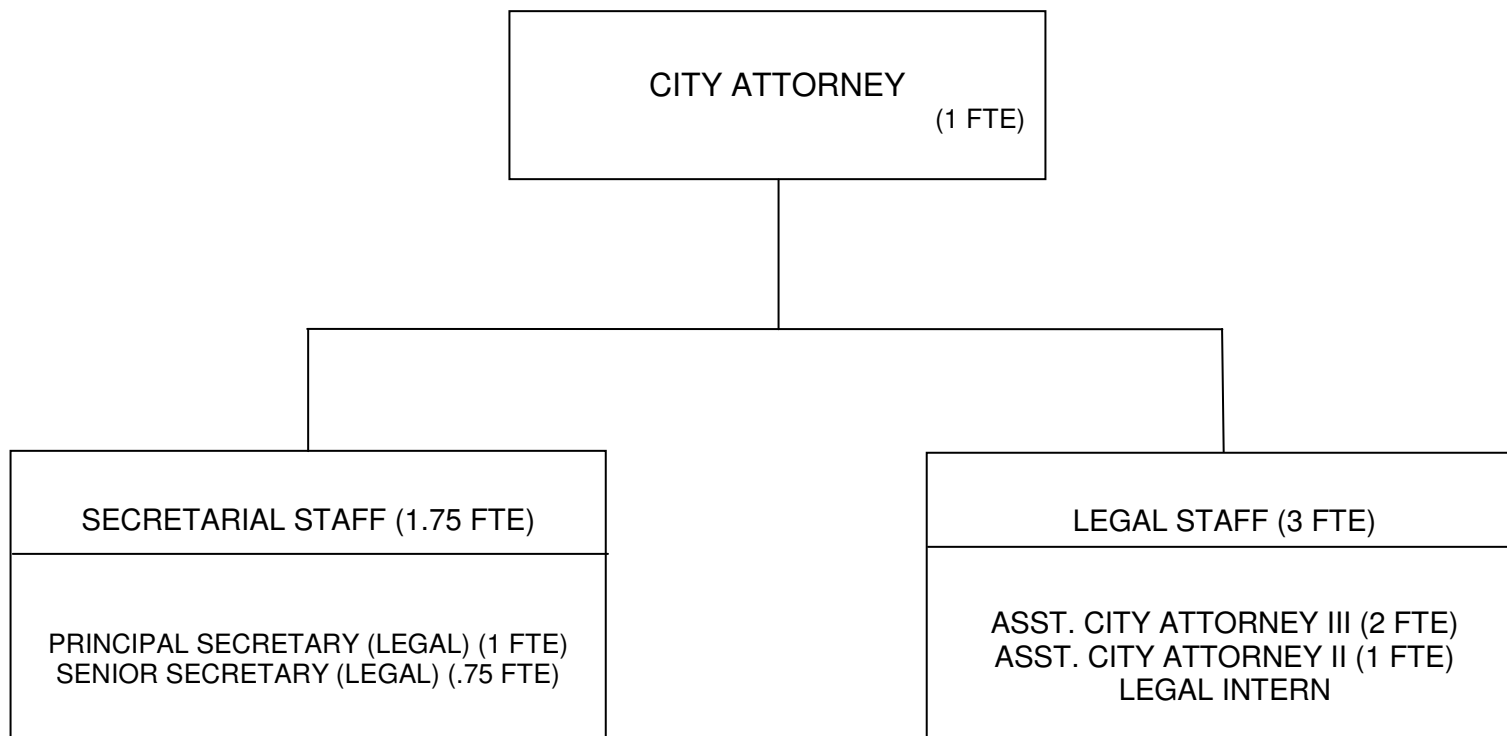 CITY ATTORNEY
(1 FTE)
SECRETARIAL STAFF (1.75 FTE)
PRINCIPAL SECRETARY (LEGAL) (1 FTE)
SENIOR SECRETARY (LEGAL) (.75 FTE)
LEGAL STAFF (3 FTE)
ASST. CITY ATTORNEY III (2 FTE)
ASST. CITY ATTORNEY II (1 FTE)
LEGAL INTERN